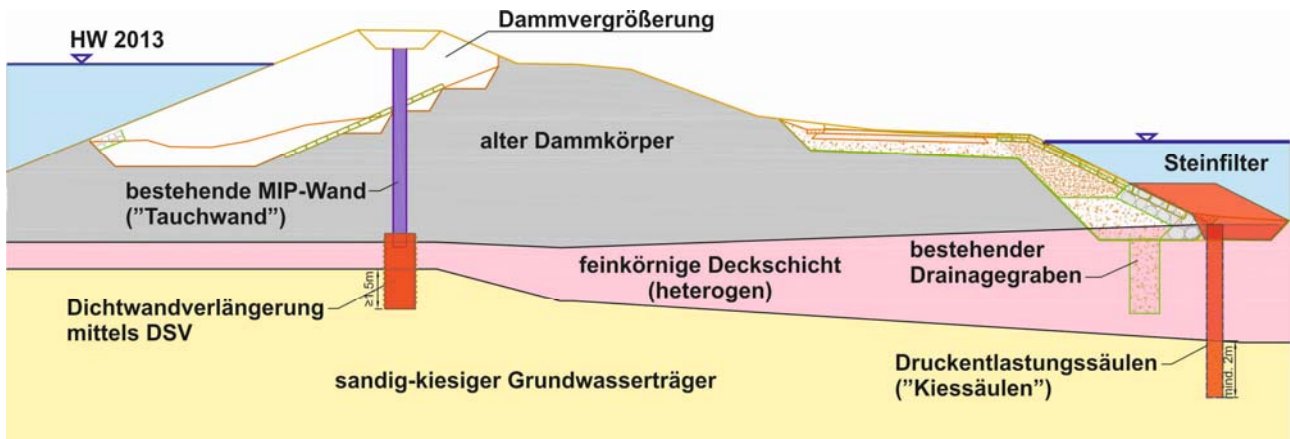 Dammvergrößerung
HW 2013
alter Dammkörper
Steinfilter
bestehende MIP-Wand
("Tauchwand")
bestehender
Drainagegraben
feinkörnige Deckschicht
(heterogen)
≥1,5m
Dichtwandverlängerung
mittels DSV
Druckentlastungssäulen
("Kiessäulen")
mind. 2m
sandig-kiesiger Grundwasserträger